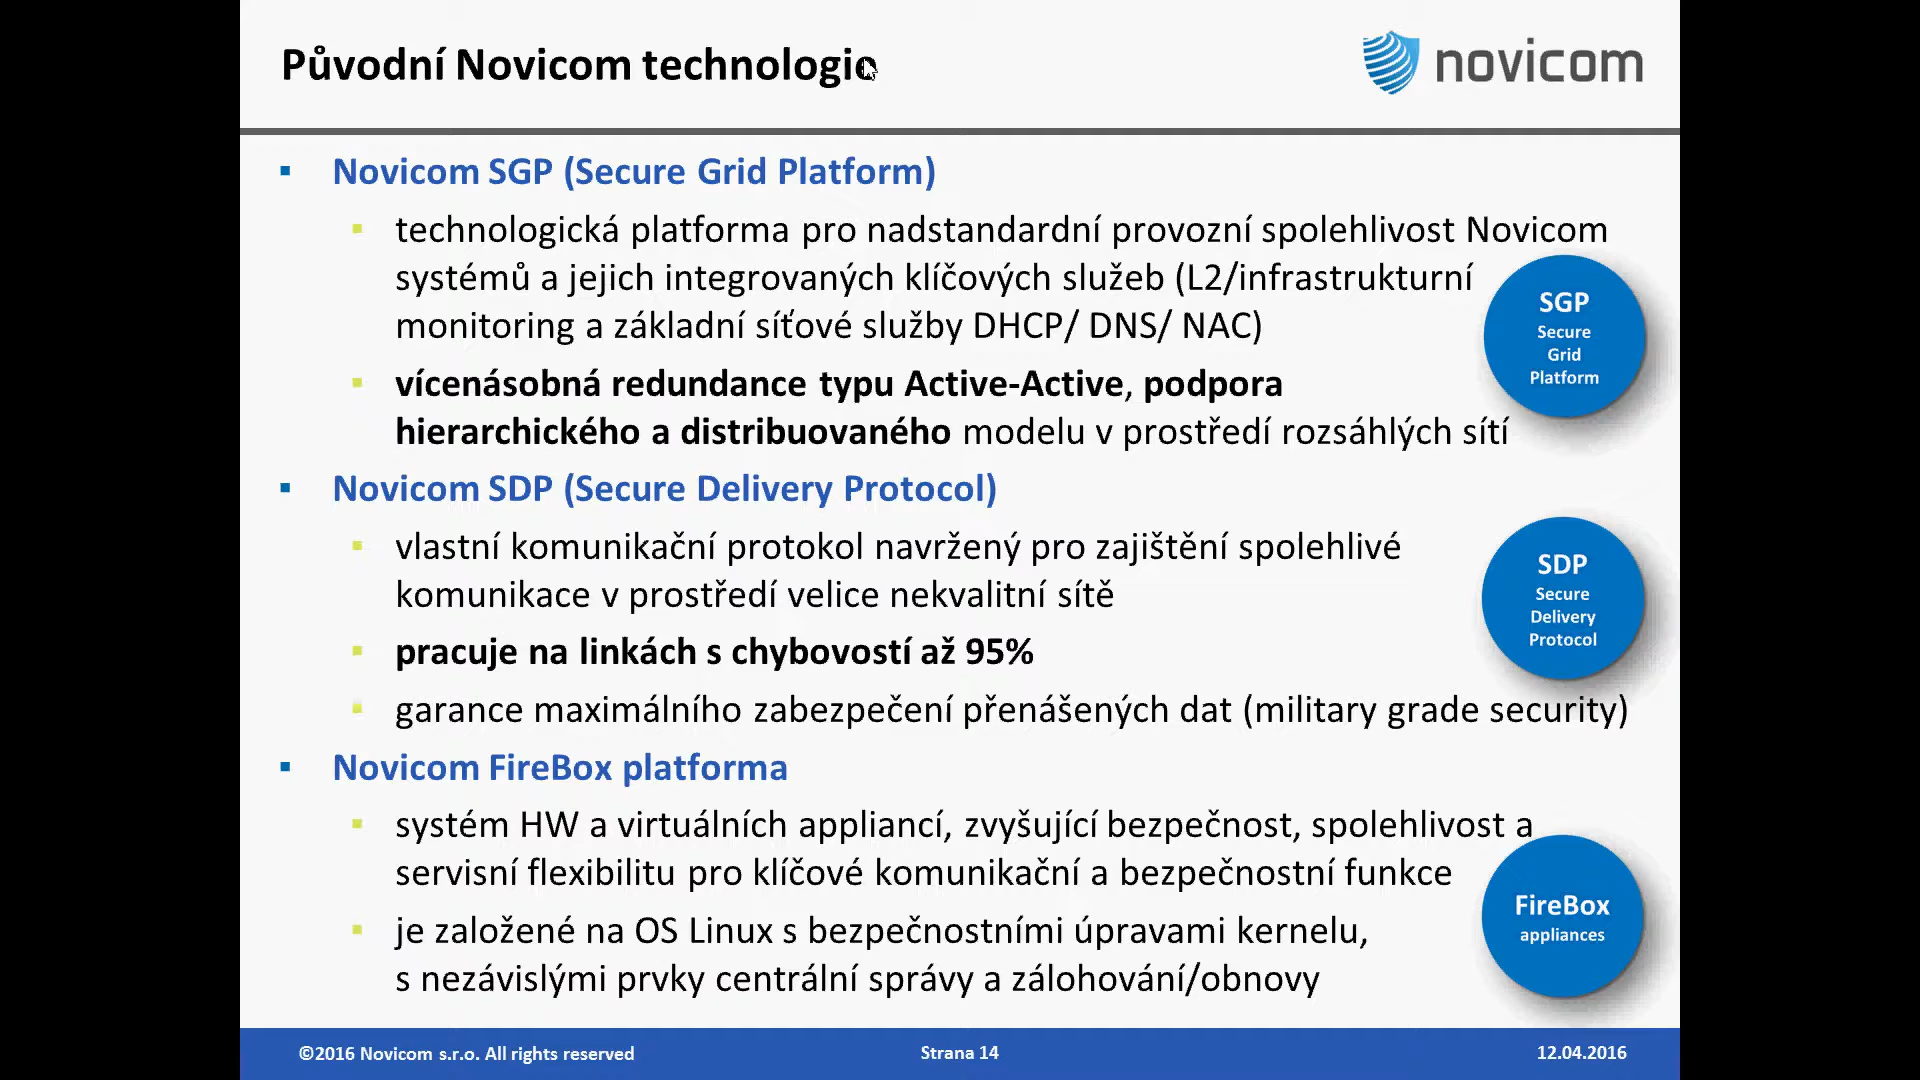 Původní Novicom technologie
novicom
Novicom SGP (Secure Grid Platform)
technologická platforma pro nadstandardní provozní spolehlivost Novicom
systémů a jejich integrovaných klíčových služeb (L2/infrastrukturní
monitoring a základní síťové služby DHCP/ DNS/ NAC)
vícenásobná redundance typu Active-Active, podpora
hierarchického a distribuovaného modelu v prostředí rozsáhlých sítí
SGP
Secure
Grid
Platform
Novicom SDP (Secure Delivery Protocol)
vlastní komunikační protokol navržený pro zajištění spolehlivé
komunikace v prostředí velice nekvalitní sítě
pracuje na linkách s chybovostí až 95%
garance maximálního zabezpečení přenášených dat (military grade security)
SDP
Secure
Delivery
Protocol
Novicom FireBox platforma
systém HW a virtuálních appliancí, zvyšující bezpečnost, spolehlivost a
servisní flexibilitu pro klíčové komunikační a bezpečnostní funkce
je založené na OS Linux s bezpečnostními úpravami kernelu,
s nezávislými prvky centrální správy a zálohování/obnovy
FireBox
appliances
©2016 Novicom s.r.o. All rights reserved
Strana 14
12.04.2016